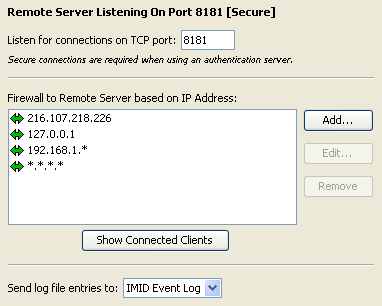 Remote Server Listening On Port 8181 [Secure]
Listen for connections on TCP port: 8181
Secure connections are required when using an authentication server.
Firewall to Remote Server based on IP Address:
216.107.218.226
Add...
127.0.0.1
192.168.1.*
Edit...
*.*.*.*
Remove
Show Connected Clients
Send log file entries to: IMID Event Log